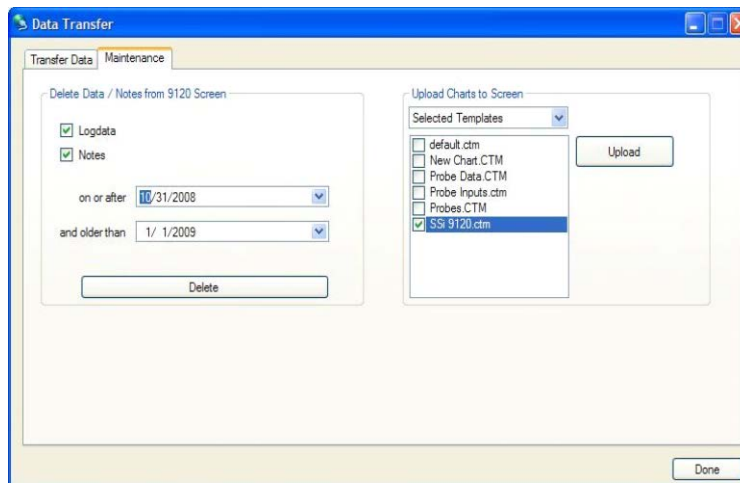 Data Transfer
Transfer Data
Maintenance
Delete Data / Notes from 9120 Screen
Logdata
Notes
on or after 10/31/2008
and older than 1/ 1/2009
Delete
Upload Charts to Screen
Selected Templates
default.ctm
New Chart.CTM
Probe Data.CTM
Probe Inputs.ctm
Probes.CTM
SSi 9120.ctm
Upload
Done